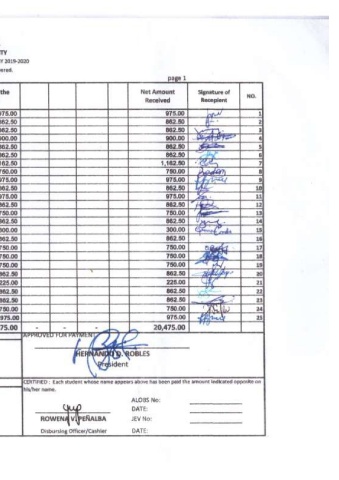 TY
Y 2019-2020
ered.
page 1
the Net Amount Received Signature of Recepient NO.
975.00 975.00 1
862.50 862.50 2
862.50 862.50 3
900.00 900.00 4
862.50 862.50 5
862.50 862.50 6
162.50 1,162.50 7
750.00 750.00 8
975.00 975.00 9
862.50 862.50 10
975.00 975.00 11
862.50 862.50 12
750.00 750.00 13
862.50 862.50 14
300.00 300.00 15
862.50 862.50 16
750.00 750.00 17
750.00 750.00 18
750.00 750.00 19
862.50 862.50 20
225.00 225.00 21
862.50 862.50 22
862.50 862.50 23
750.00 750.00 24
975.00 975.00 25
75.00 - - - 20,475.00
APPROVED FOR PAYMENT:
HERNANDO D. ROBLES
President
CERTIFIED : Each student whose name appears above has been paid the amount indicated opposite on
his/her name.
ALOBS No:
DATE:
ROWENA V. PEÑALBA JEV No:
Disbursing Officer/Cashier DATE: